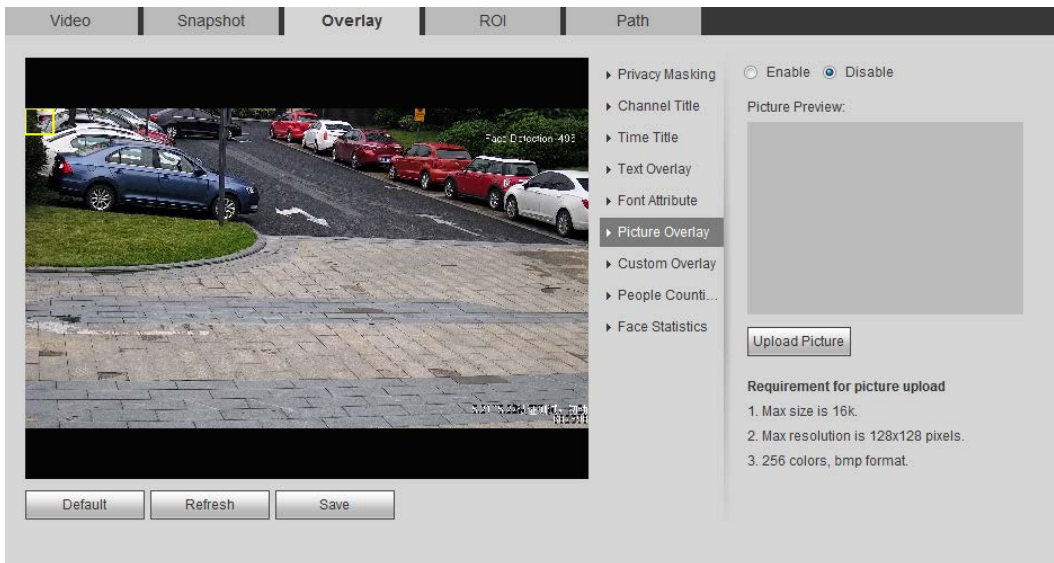 Video
Snapshot
Overlay
ROI
Path
Face Detection
Privacy Masking
Channel Title
Time Title
Text Overlay
Font Attribute
Picture Overlay
Custom Overlay
People Counti...
Face Statistics
Enable
Disable
Picture Preview:
Upload Picture
Requirement for picture upload
1. Max size is 16k.
2. Max resolution is 128x128 pixels.
3. 256 colors, bmp format.
Default
Refresh
Save